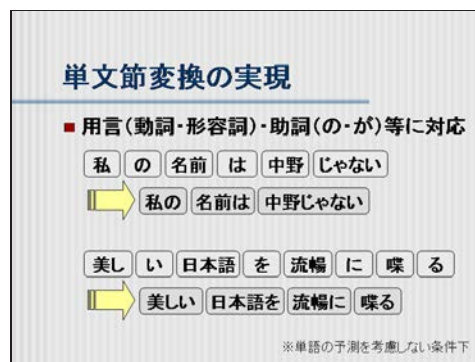 単文節変換の実現
用言(動詞・形容詞)・助詞(の・が)等に対応
私 の 名前 は 中野 じゃない
私の 名前は 中野じゃない
美し い 日本語 を 流暢 に 喋 る
美しい 日本語を 流暢に 喋る
※単語の予測を考慮しない条件下